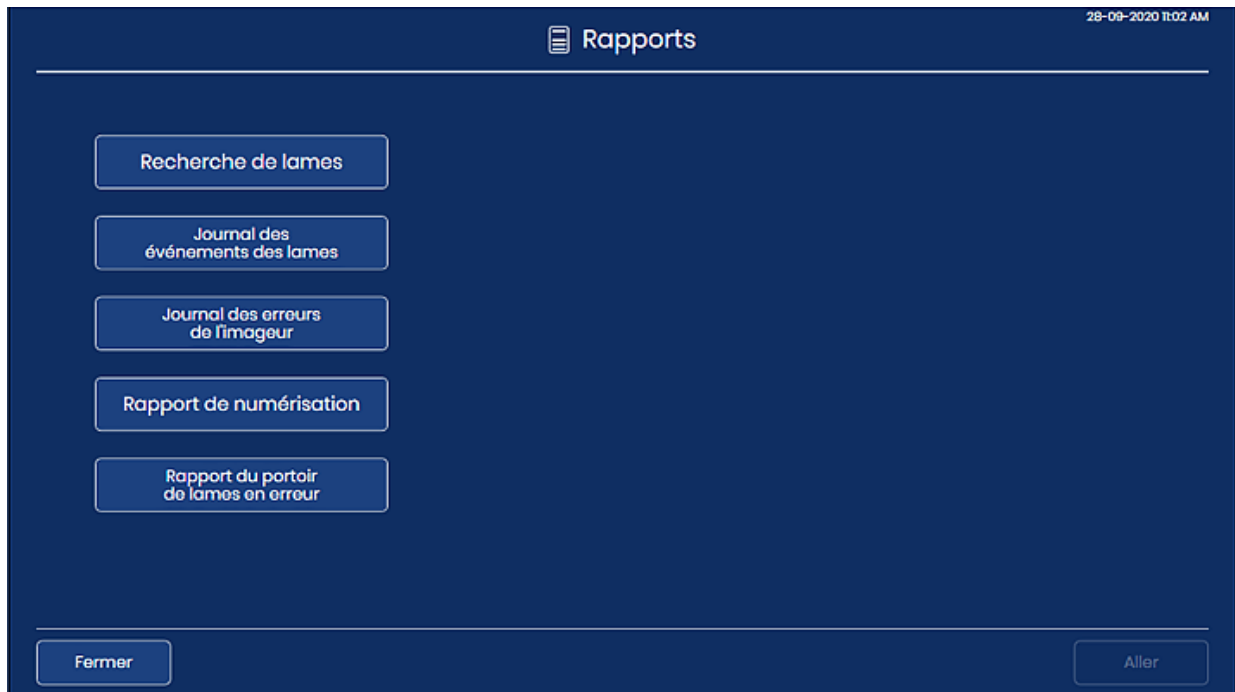 28-09-2020 11:02 AM
Rapports
Recherche de lames
Journal des
événements des lames
Journal des erreurs
de l'imageur
Rapport de numérisation
Rapport du portoir
de lames en erreur
Fermer
Aller